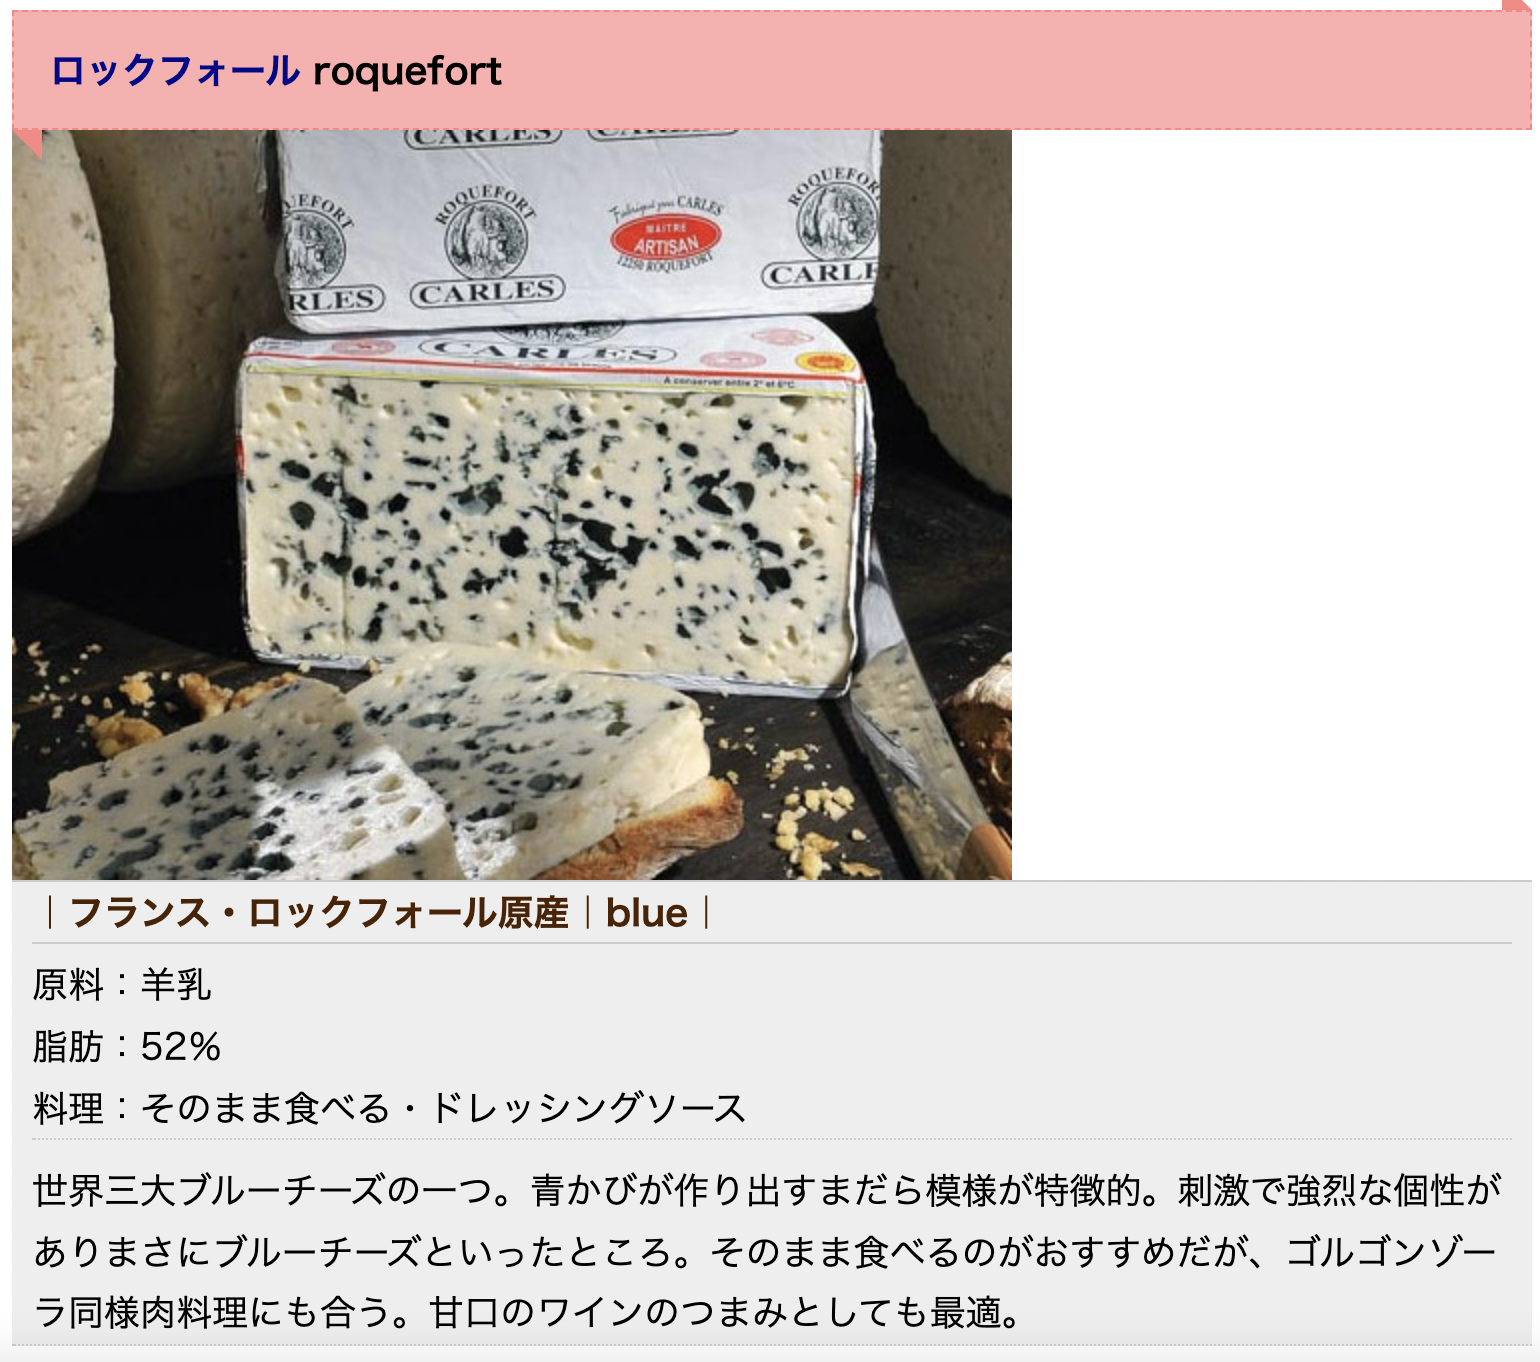 ロックフォール roquefort
CARLES
ROQUEFORT
CARLES
Fabriqué par CARLES
MAITRE
ARTISAN
12250 ROQUEFORT
ROQUEFORT
CARLES
A conserver entre 2° et 6°C
｜フランス・ロックフォール原産｜blue｜
原料：羊乳
脂肪：52%
料理：そのまま食べる・ドレッシングソース
世界三大ブルーチーズの一つ。青かびが作り出すまだら模様が特徴的。刺激で強烈な個性が
ありまさにブルーチーズといったところ。そのまま食べるのがおすすめだが、ゴルゴンゾー
ラ同様肉料理にも合う。甘口のワインのつまみとしても最適。